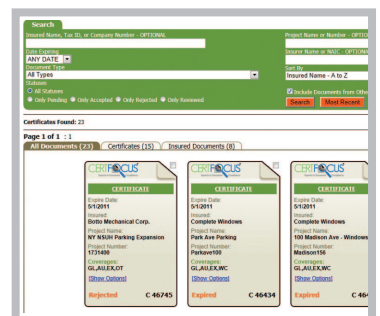 Search
Insured Name, Tax ID, or Company Number - OPTIONAL
Project Name or Number - OPTIO
Date Expiring
Insurer Name or NAIC - OPTIONAL
ANY DATE
Document Type
Sort By
All Types
Insured Name - A to Z
Statuses
All Statuses
Include Documents from Othe
Only Pending
Only Accepted
Only Rejected
Only Reviewed
Search
Most Recent
Certificates Found: 23
Page 1 of 1 : 1
All Documents (23)
Certificates (15)
Insured Documents (8)
CERTFOCUS
CERTIFICATE
Expire Date:
5/1/2011
Insured:
Botto Mechanical Corp.
Project Name:
NY NSUH Parking Expansion
Project Number:
1731400
Coverages:
GL,AU,EX,OT
[Show Options]
Rejected
C 46745
CERTFOCUS
CERTIFICATE
Expire Date:
5/1/2011
Insured:
Complete Windows
Project Name:
Park Ave Parking
Project Number:
Parkave100
Coverages:
GL,AU,EX,WC
[Show Options]
Expired
C 46434
CERTFOCUS
CERTIFICATE
Expire Date:
5/1/2011
Insured:
Complete Windows
Project Name:
100 Madison Ave - Windows
Project Number:
Madison156
Coverages:
GL,AU,EX,WC
[Show Options]
Expired
C 464